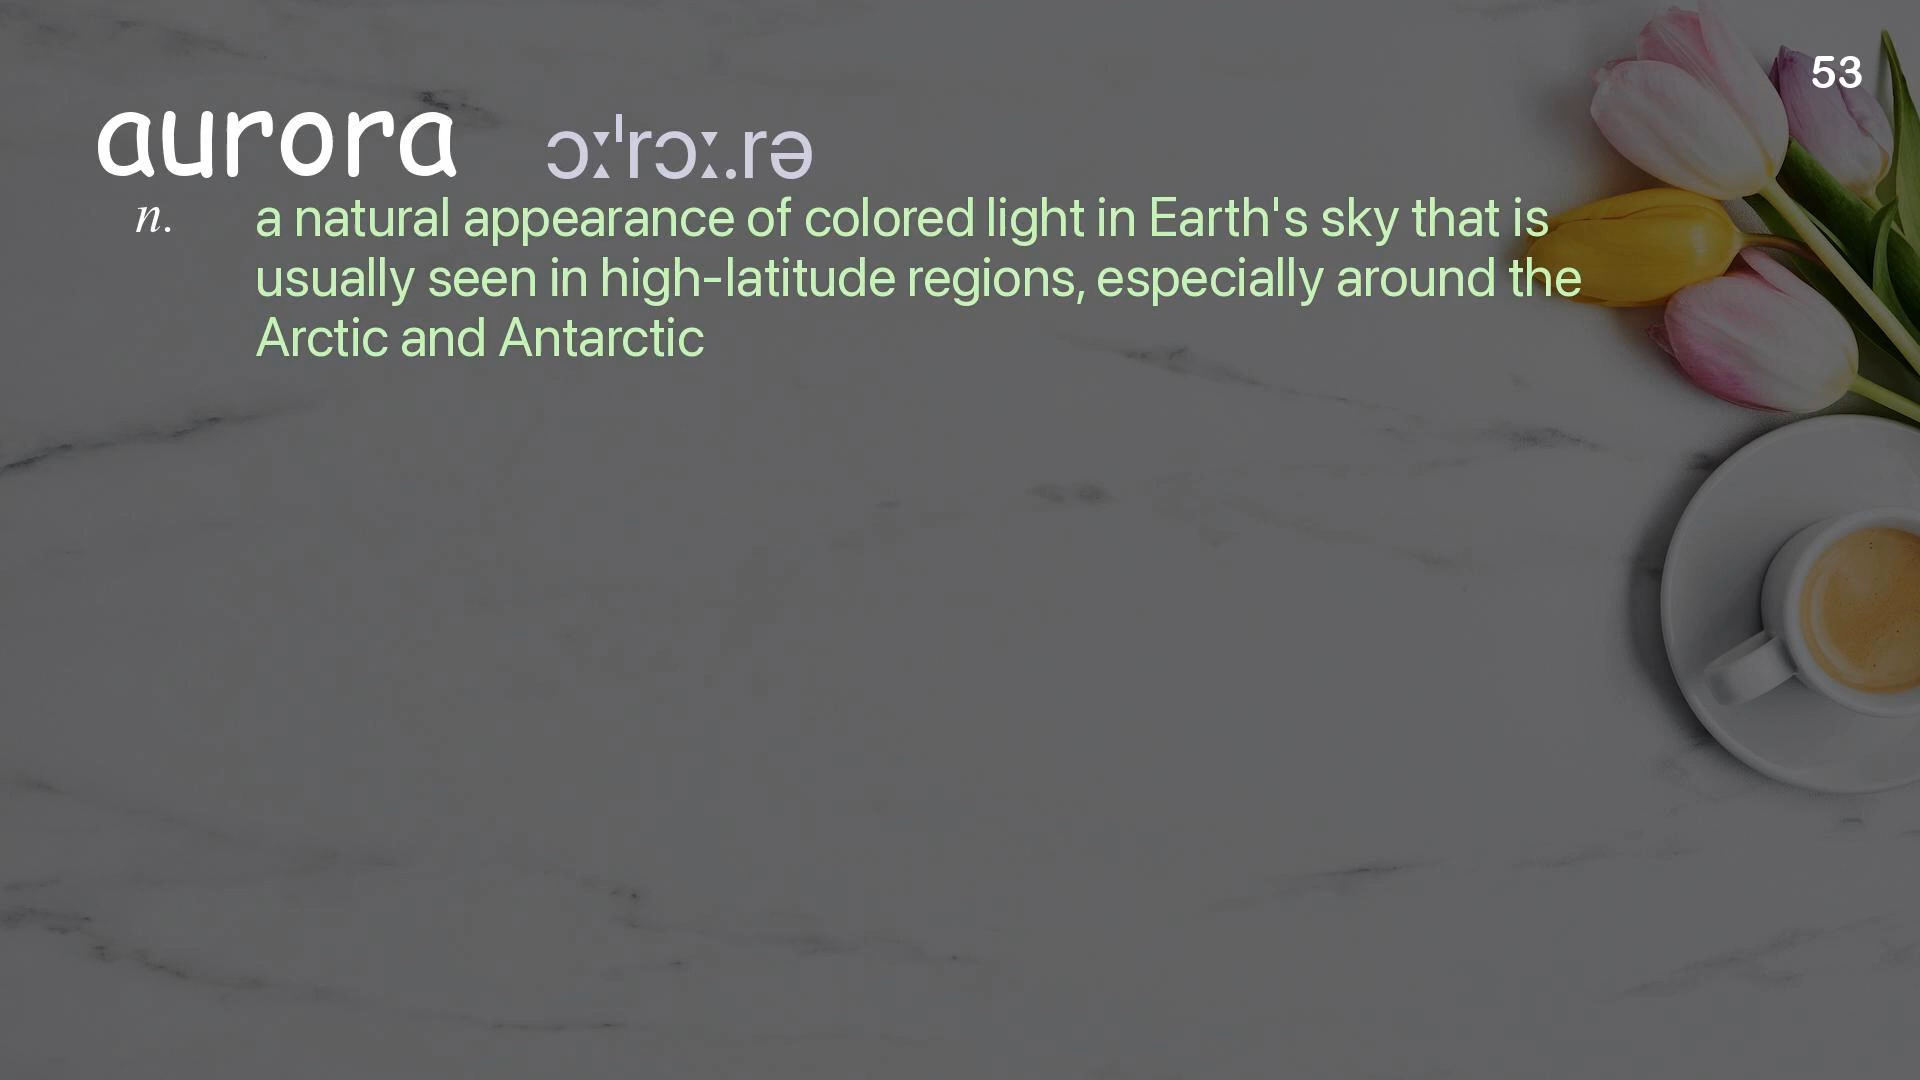 53
aurora ɔːˈrɔː.rə
n. a natural appearance of colored light in Earth's sky that is
usually seen in high-latitude regions, especially around the
Arctic and Antarctic